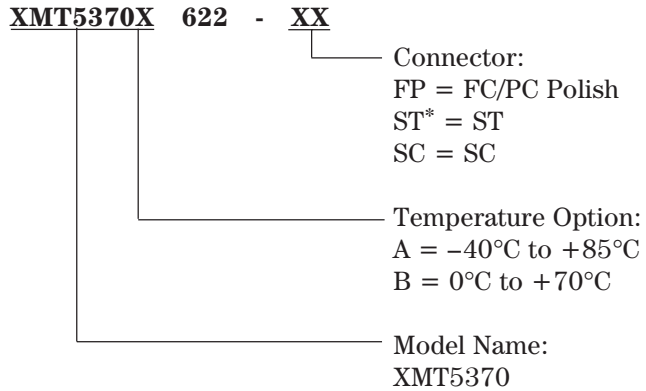 XMT5370X 622 - XX
Connector:
FP = FC/PC Polish
ST* = ST
SC = SC
Temperature Option:
A = –40°C to +85°C
B = 0°C to +70°C
Model Name:
XMT5370